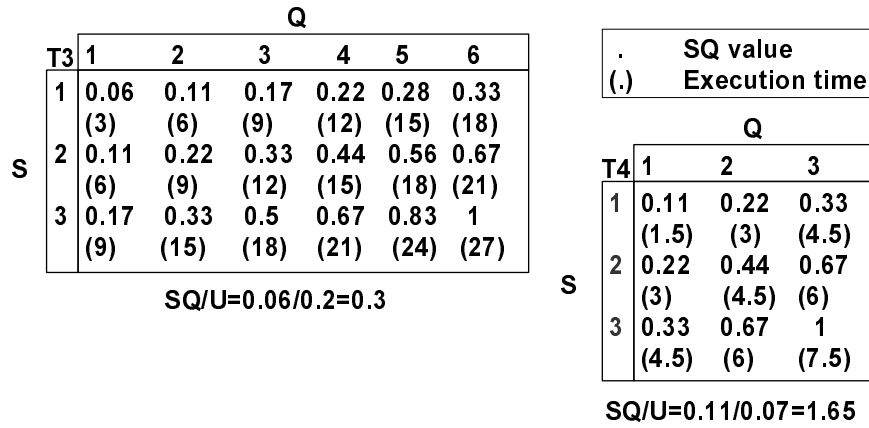 Q
T3 1 2 3 4 5 6
1 0.06 0.11 0.17 0.22 0.28 0.33
(3) (6) (9) (12) (15) (18)
S 2 0.11 0.22 0.33 0.44 0.56 0.67
(6) (9) (12) (15) (18) (21)
3 0.17 0.33 0.5 0.67 0.83 1
(9) (15) (18) (21) (24) (27)
SQ/U=0.06/0.2=0.3
. SQ value
(.) Execution time
Q
T4 1 2 3
1 0.11 0.22 0.33
(1.5) (3) (4.5)
S 2 0.22 0.44 0.67
(3) (4.5) (6)
3 0.33 0.67 1
(4.5) (6) (7.5)
SQ/U=0.11/0.07=1.65